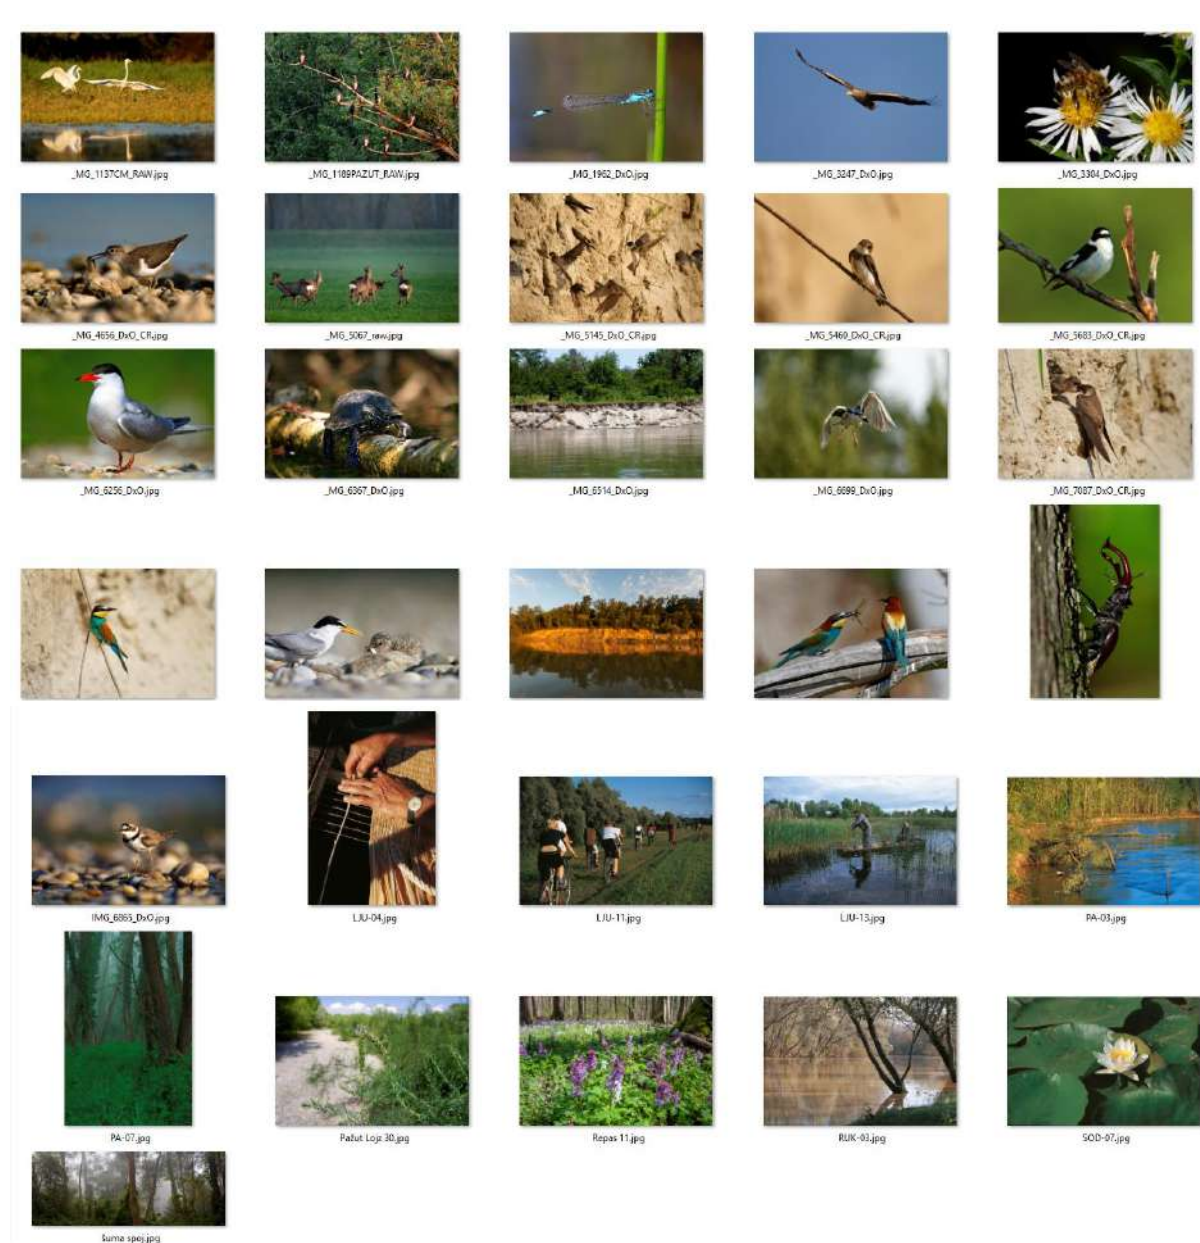 _MG_1137CM_RAW.jpg
_MG_1189PAZUT_RAW.jpg
_MG_1962_DxO.jpg
_MG_3247_DxO.jpg
_MG_3304_DxO.jpg
_MG_4656_DxO_CR.jpg
_MG_5067_raw.jpg
_MG_5145_DxO_CR.jpg
_MG_5460_DxO_CR.jpg
_MG_5683_DxO_CR.jpg
_MG_6256_DxO.jpg
_MG_6367_DxO.jpg
_MG_6514_DxO.jpg
_MG_6699_DxO.jpg
_MG_7087_DxO_CR.jpg
IMG_6865_DxO.jpg
LJU-04.jpg
LJU-11.jpg
LJU-13.jpg
PA-03.jpg
PA-07.jpg
Pažut Loja 30.jpg
Repas 11.jpg
RUK-03.jpg
SOD-07.jpg
šuma spoj.jpg